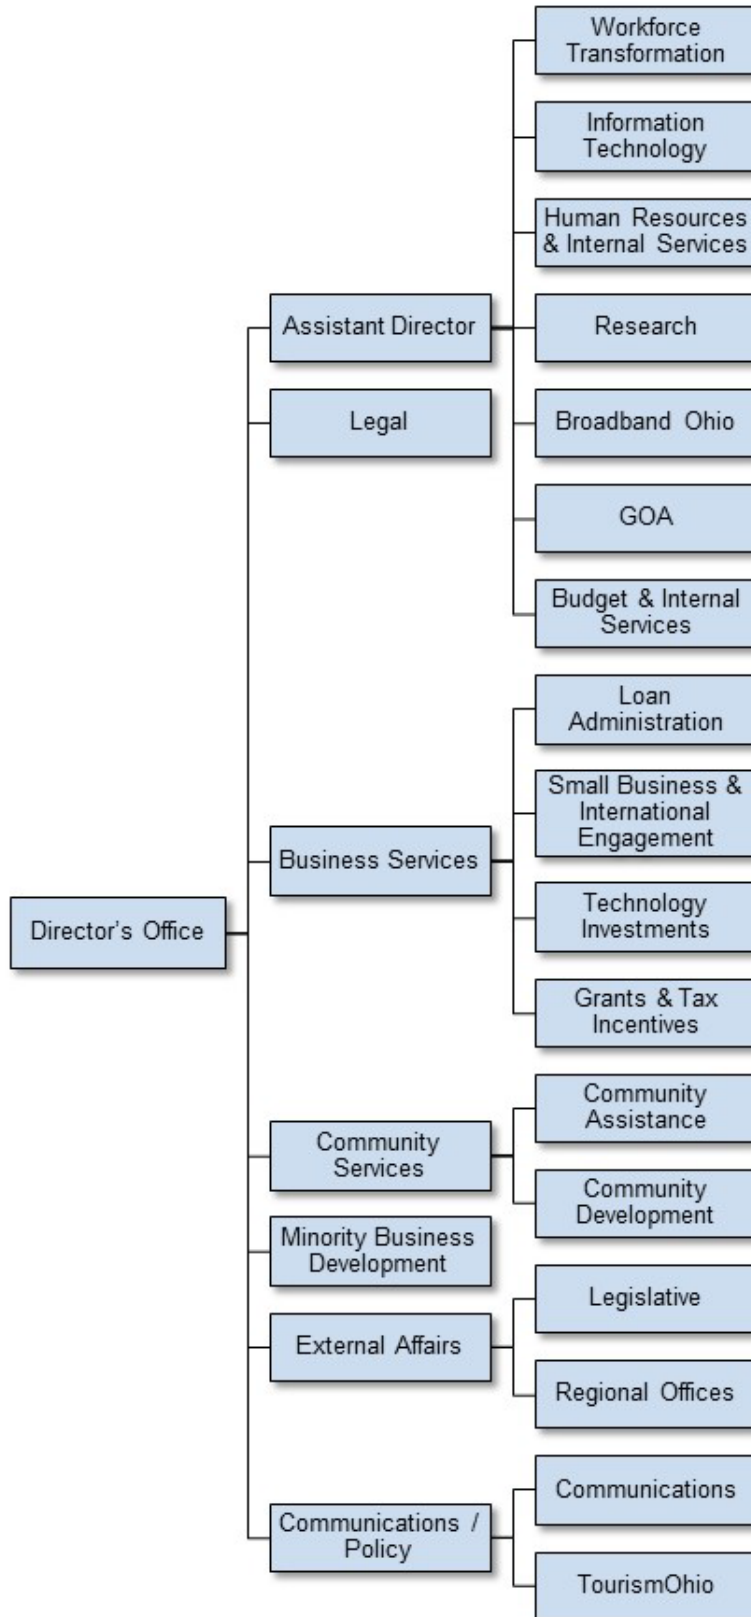 Workforce
Transformation
Information
Technology
Human Resources
& Internal Services
Assistant Director
Research
Legal
Broadband Ohio
GOA
Budget & Internal
Services
Loan
Administration
Small Business &
International
Engagement
Business Services
Director's Office
Technology
Investments
Grants & Tax
Incentives
Community
Assistance
Community
Services
Community
Development
Minority Business
Development
Legislative
External Affairs
Regional Offices
Communications
Communications /
Policy
TourismOhio